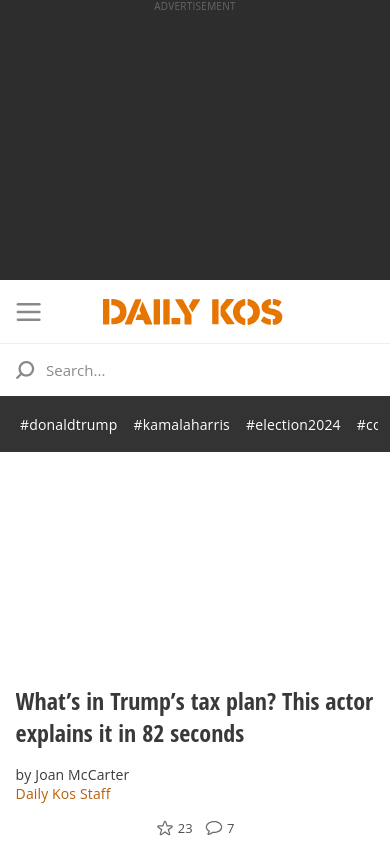 ADVERTISEMENT
DAILY KOS
Search...
#donaldtrump #kamalaharris #election2024
What's in Trump's tax plan? This actor
explains it in 82 seconds
by Joan McCarter
Daily Kos Staff
23 7